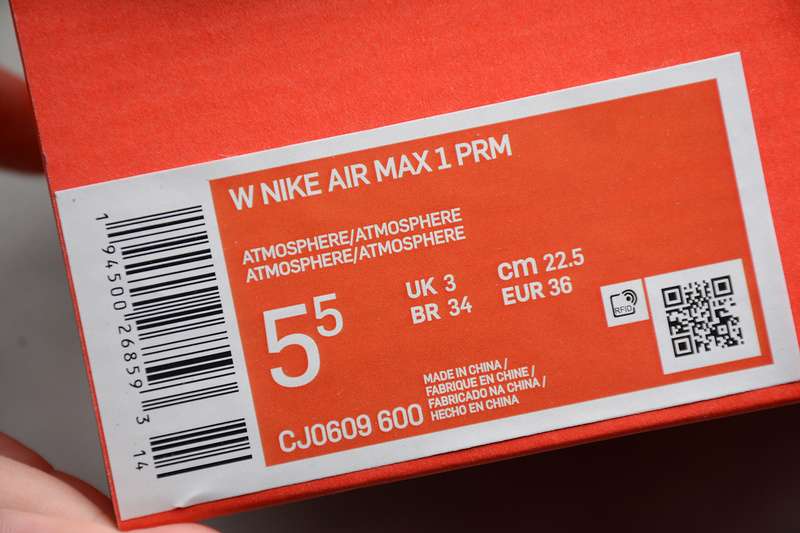 W NIKE AIR MAX 1 PRM
ATMOSPHERE/ATMOSPHERE
ATMOSPHERE/ATMOSPHERE
5⁵
UK 3
BR 34
cm 22.5
EUR 36
RFID
CJ0609 600
MADE IN CHINA /
FABRIQUE EN CHINE /
FABRICADO NA CHINA /
HECHO EN CHINA
1 94500 26859 3
14